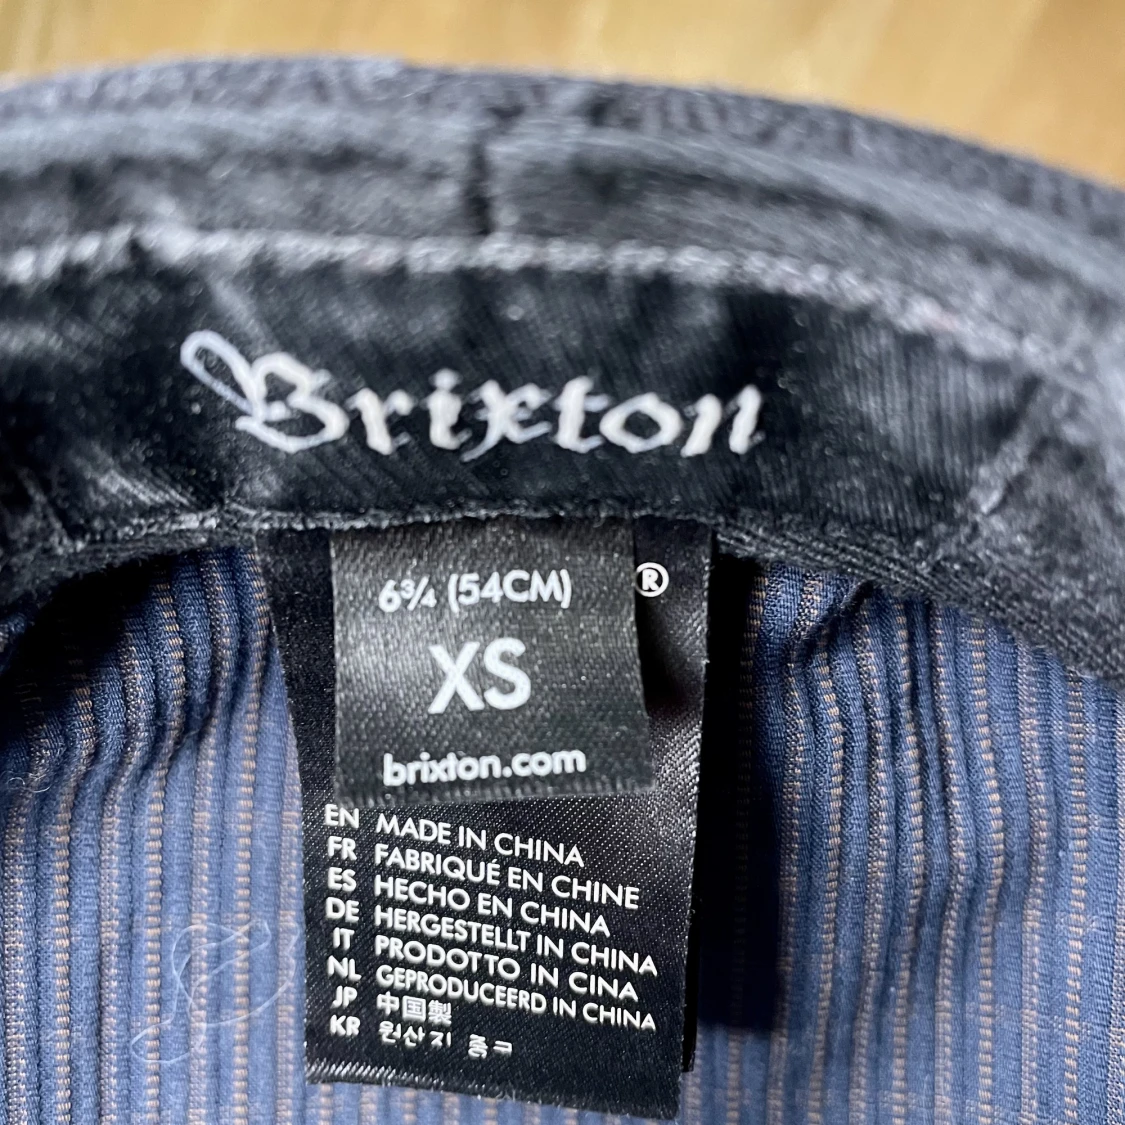 Brixton
®
6¾ (54CM)
XS
brixton.com
EN MADE IN CHINA
FR FABRIQUÉ EN CHINE
ES HECHO EN CHINA
DE HERGESTELLT IN CHINA
IT PRODOTTO IN CINA
NL GEPRODUCEERD IN CHINA
JP 中国製
KR 원산지